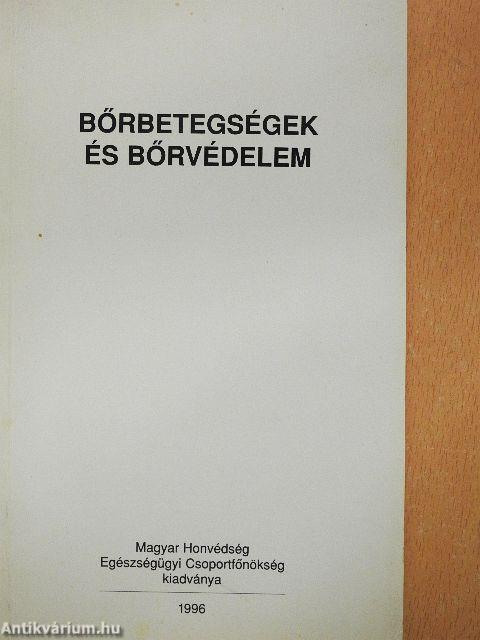 BŐRBETEGSÉGEK
ÉS BŐRVÉDELEM
Magyar Honvédség
Egészségügyi Csoportfőnökség
kiadványa
1996
Antikvárium.hu